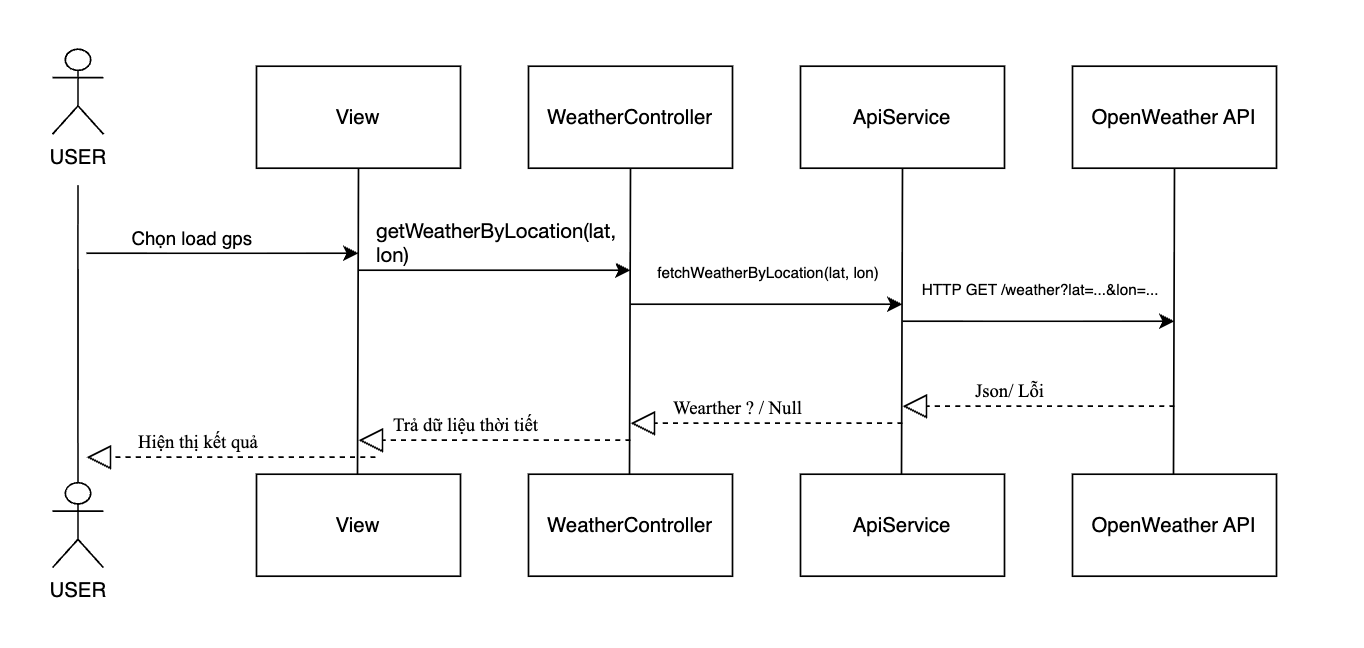 USER
View
WeatherController
ApiService
OpenWeather API
Chọn load gps
getWeatherByLocation(lat,
lon)
fetchWeatherByLocation(lat, lon)
HTTP GET /weather?lat=...&lon=...
Json/ Lỗi
Wearther ? / Null
Trả dữ liệu thời tiết
Hiện thị kết quả
View
WeatherController
ApiService
OpenWeather API
USER